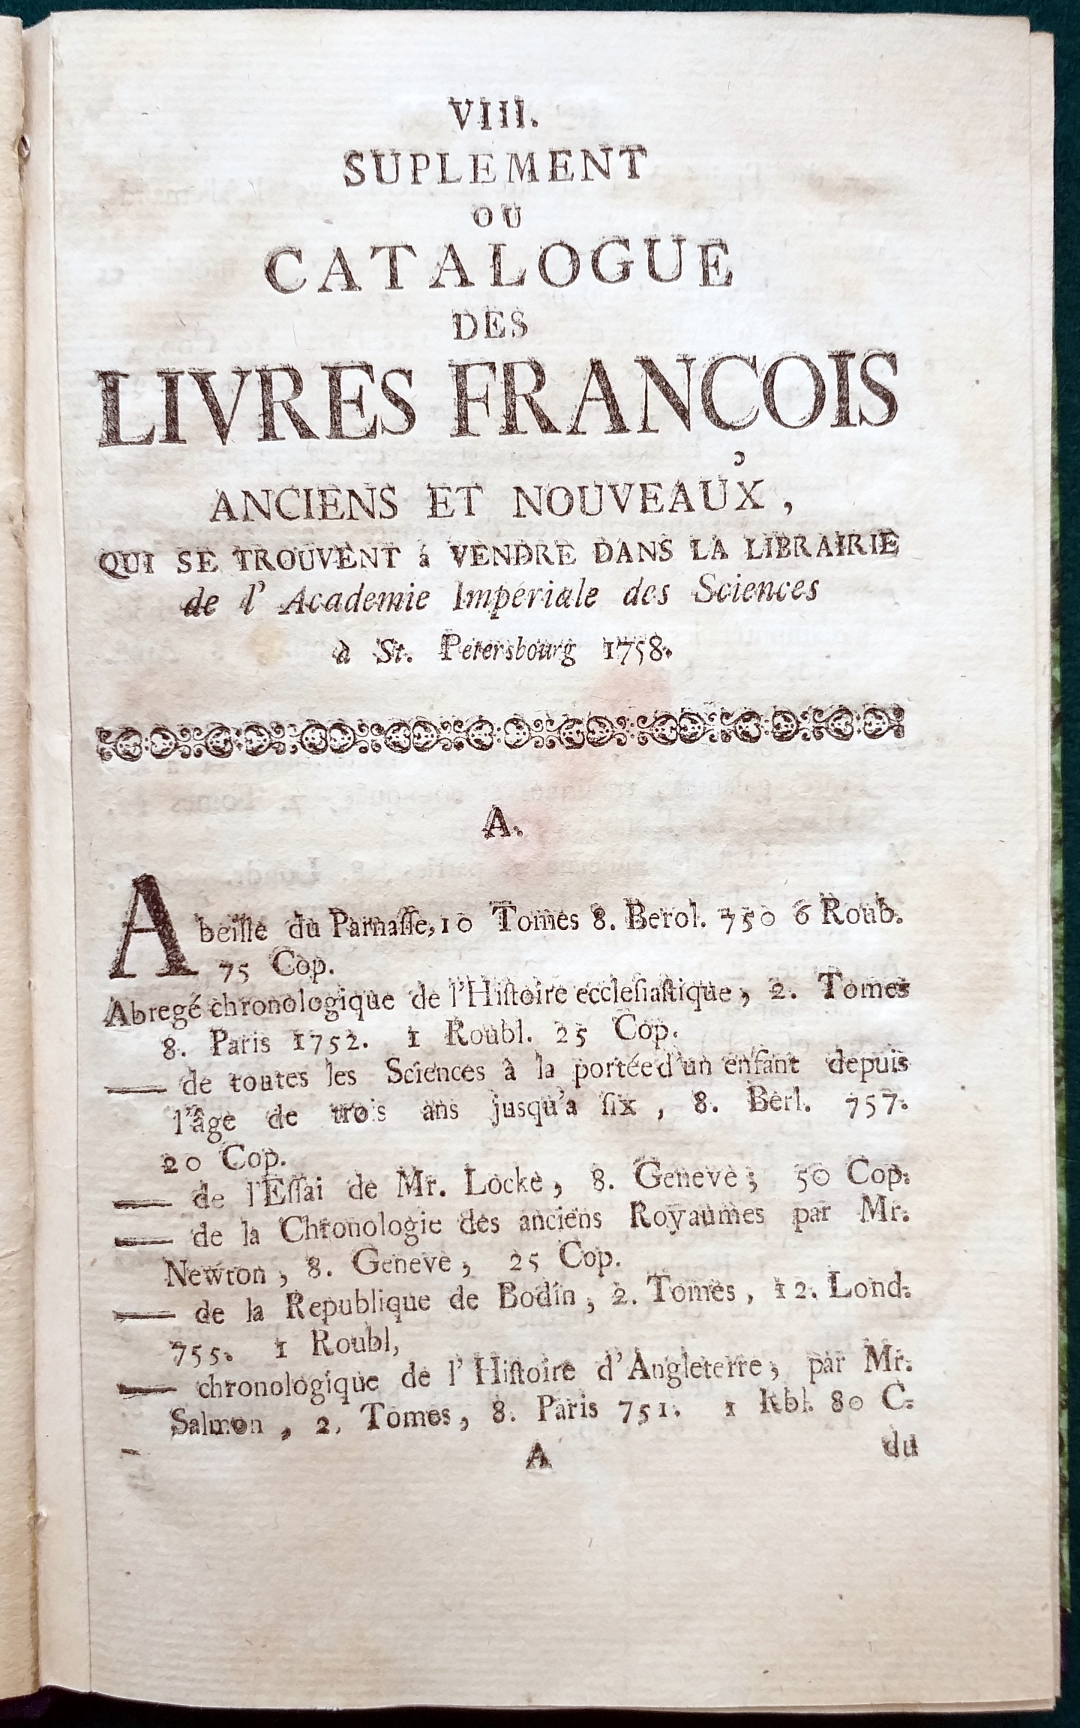 VIII.
SUPLEMENT
OU
CATALOGUE
DES
LIVRES FRANÇOIS
ANCIENS ET NOUVEAUX,
QUI SE TROUVENT á VENDRE DANS LA LIBRAIRIE
de l' Academie Impériale des Sciences
à St. Petersbourg 1758.
A.
Abeille du Parnaſſe, 10 Tomes 8. Berol. 750 6 Roub.
75 Cop.
Abregé chronologique de l'Hiſtoire eccleſiaſtique, 2. Tomes
8. Paris 1752. 1 Roubl. 25 Cop.
— de toutes les Sciences à la portée d'un enfant depuis
l'âge de trois ans jusqu'a ſix, 8. Berl. 757.
20 Cop.
— de l'Eſſai de Mr. Locke, 8. Geneve; 50 Cop.
— de la Chronologie des anciens Royaumes par Mr.
Newton, 8. Geneve, 25 Cop.
— de la Republique de Bodin, 2. Tomes, 12. Lond.
755. 1 Roubl,
— chronologique de l' Hiſtoire d'Angleterre, par Mr.
Salmon, 2. Tomes, 8. Paris 751. 1 Rbl. 80 C.
A du